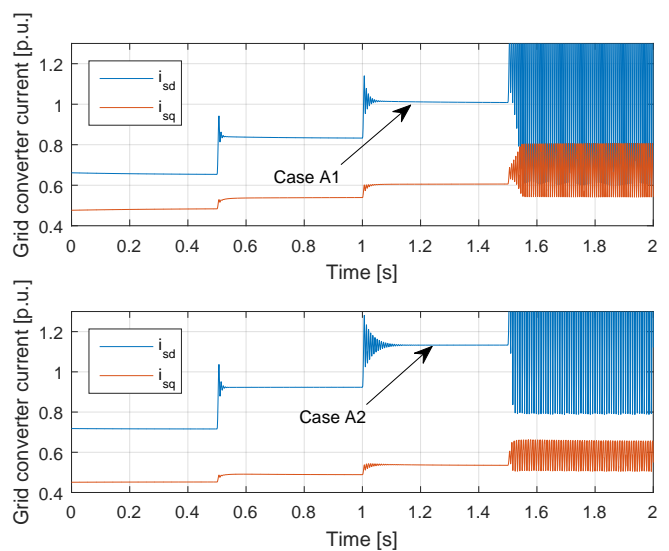 Grid converter current [p.u.]
1.2
1
0.8
0.6
0.4
i_sd
i_sq
Case A1
0 0.2 0.4 0.6 0.8 1 1.2 1.4 1.6 1.8 2
Time [s]
Grid converter current [p.u.]
1.2
1
0.8
0.6
0.4
i_sd
i_sq
Case A2
0 0.2 0.4 0.6 0.8 1 1.2 1.4 1.6 1.8 2
Time [s]